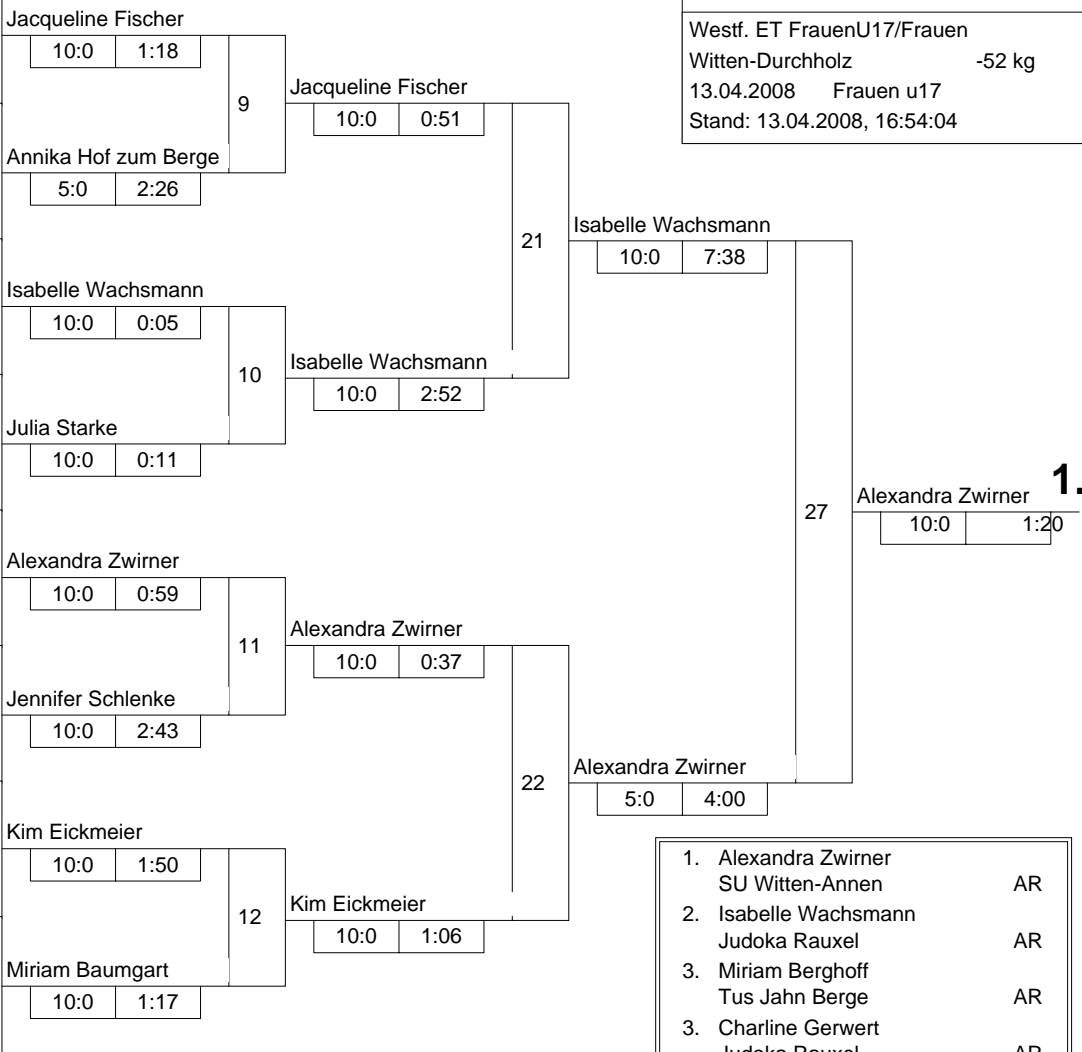 Jacqueline Fischer
10:0 1:18
9
Annika Hof zum Berge
5:0 2:26
Isabelle Wachsmann
10:0 0:05
10
Julia Starke
10:0 0:11
Alexandra Zwirner
10:0 0:59
11
Jennifer Schlenke
10:0 2:43
Kim Eickmeier
10:0 1:50
12
Miriam Baumgart
10:0 1:17
Jacqueline Fischer
10:0 0:51
21
Isabelle Wachsmann
10:0 2:52
Alexandra Zwirner
10:0 0:37
22
Kim Eickmeier
10:0 1:06
Isabelle Wachsmann
10:0 7:38
27
Alexandra Zwirner
5:0 4:00
Alexandra Zwirner 1.
10:0 1:20
Westf. ET FrauenU17/Frauen
Witten-Durchholz -52 kg
13.04.2008 Frauen u17
Stand: 13.04.2008, 16:54:04
1. Alexandra Zwirner
SU Witten-Annen AR
2. Isabelle Wachsmann
Judoka Rauxel AR
3. Miriam Berghoff
Tus Jahn Berge AR
3. Charline Gerwert
Judoka Rauxel AR